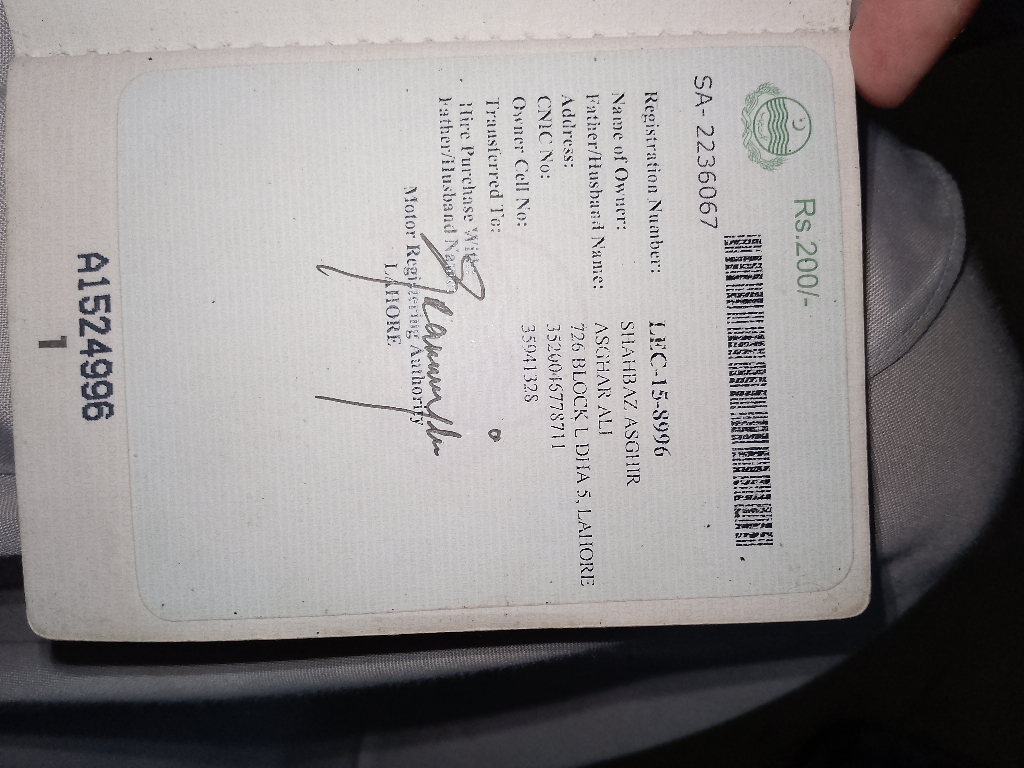 Rs.200/-
SA- 2236067
Registration Number: LEC-15-8996
Name of Owner: SHAHBAZ ASGHIR
Father/Husband Name: ASGHAR ALI
Address: 726 BLOCK L DHA 5, LAHORE
CNIC No: 3520046778711
Owner Cell No: 35941328
Transferred To:
Hire Purchase With
Father/Husband Name
Motor Registering Authority
LAHORE
A1524996
1